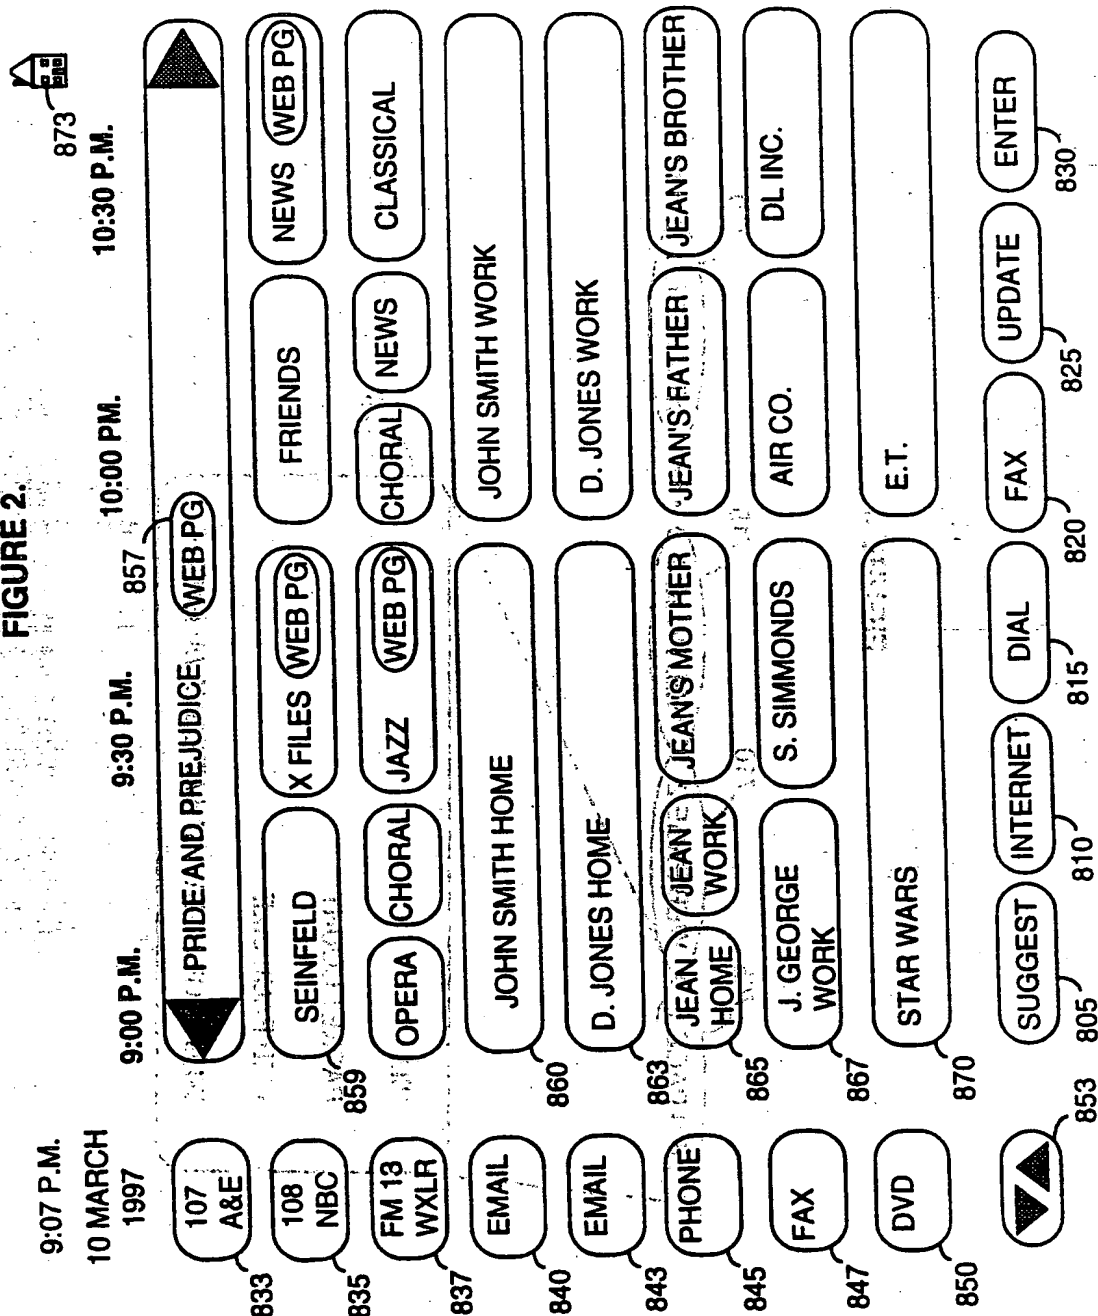 FIGURE 2.
9:07 P.M.
10 MARCH
1997
9:00 P.M.
9:30 P.M.
10:00 PM.
10:30 P.M.
873
833
107
A&E
PRIDE AND PREJUDICE
WEB PG
857
835
108
NBC
859
SEINFELD
X FILES
WEB PG
FRIENDS
NEWS
WEB PG
837
FM 13
WXLR
OPERA
CHORAL
JAZZ
WEB PG
CHORAL
NEWS
CLASSICAL
840
EMAIL
860
JOHN SMITH HOME
JOHN SMITH WORK
843
EMAIL
863
D. JONES HOME
D. JONES WORK
845
PHONE
865
JEAN
HOME
JEAN
WORK
JEAN'S MOTHER
JEAN'S FATHER
JEAN'S BROTHER
847
FAX
867
J. GEORGE
WORK
S. SIMMONDS
AIR CO.
DL INC.
850
DVD
870
STAR WARS
E.T.
853
SUGGEST
805
INTERNET
810
DIAL
815
FAX
820
UPDATE
825
ENTER
830